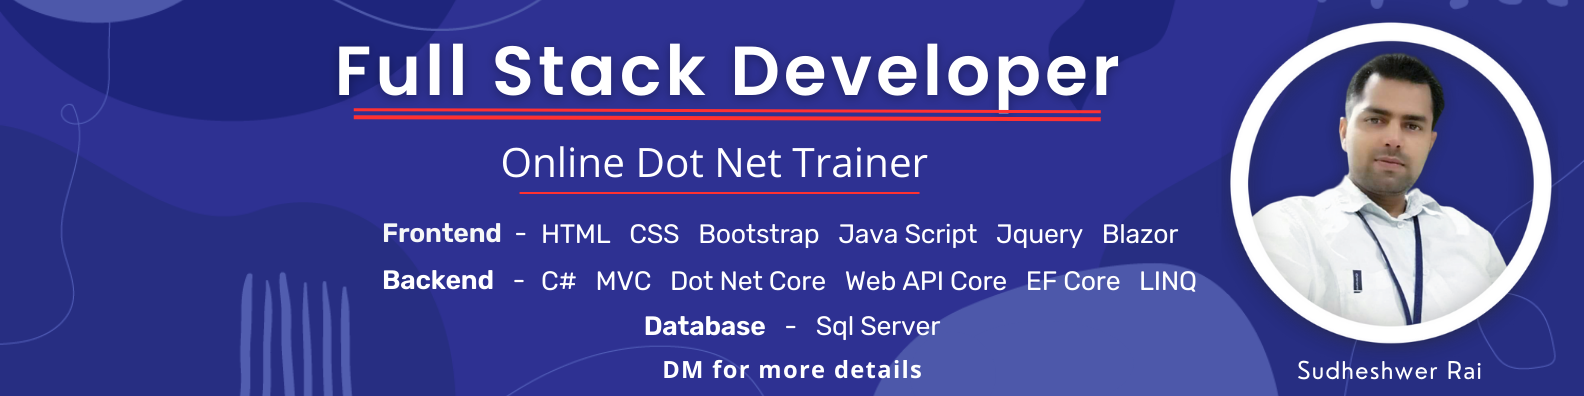 Full Stack Developer
Online Dot Net Trainer
Frontend - HTML CSS Bootstrap Java Script Jquery Blazor
Backend - C# MVC Dot Net Core Web API Core EF Core LINQ
Database - Sql Server
DM for more details
Sudheshwer Rai